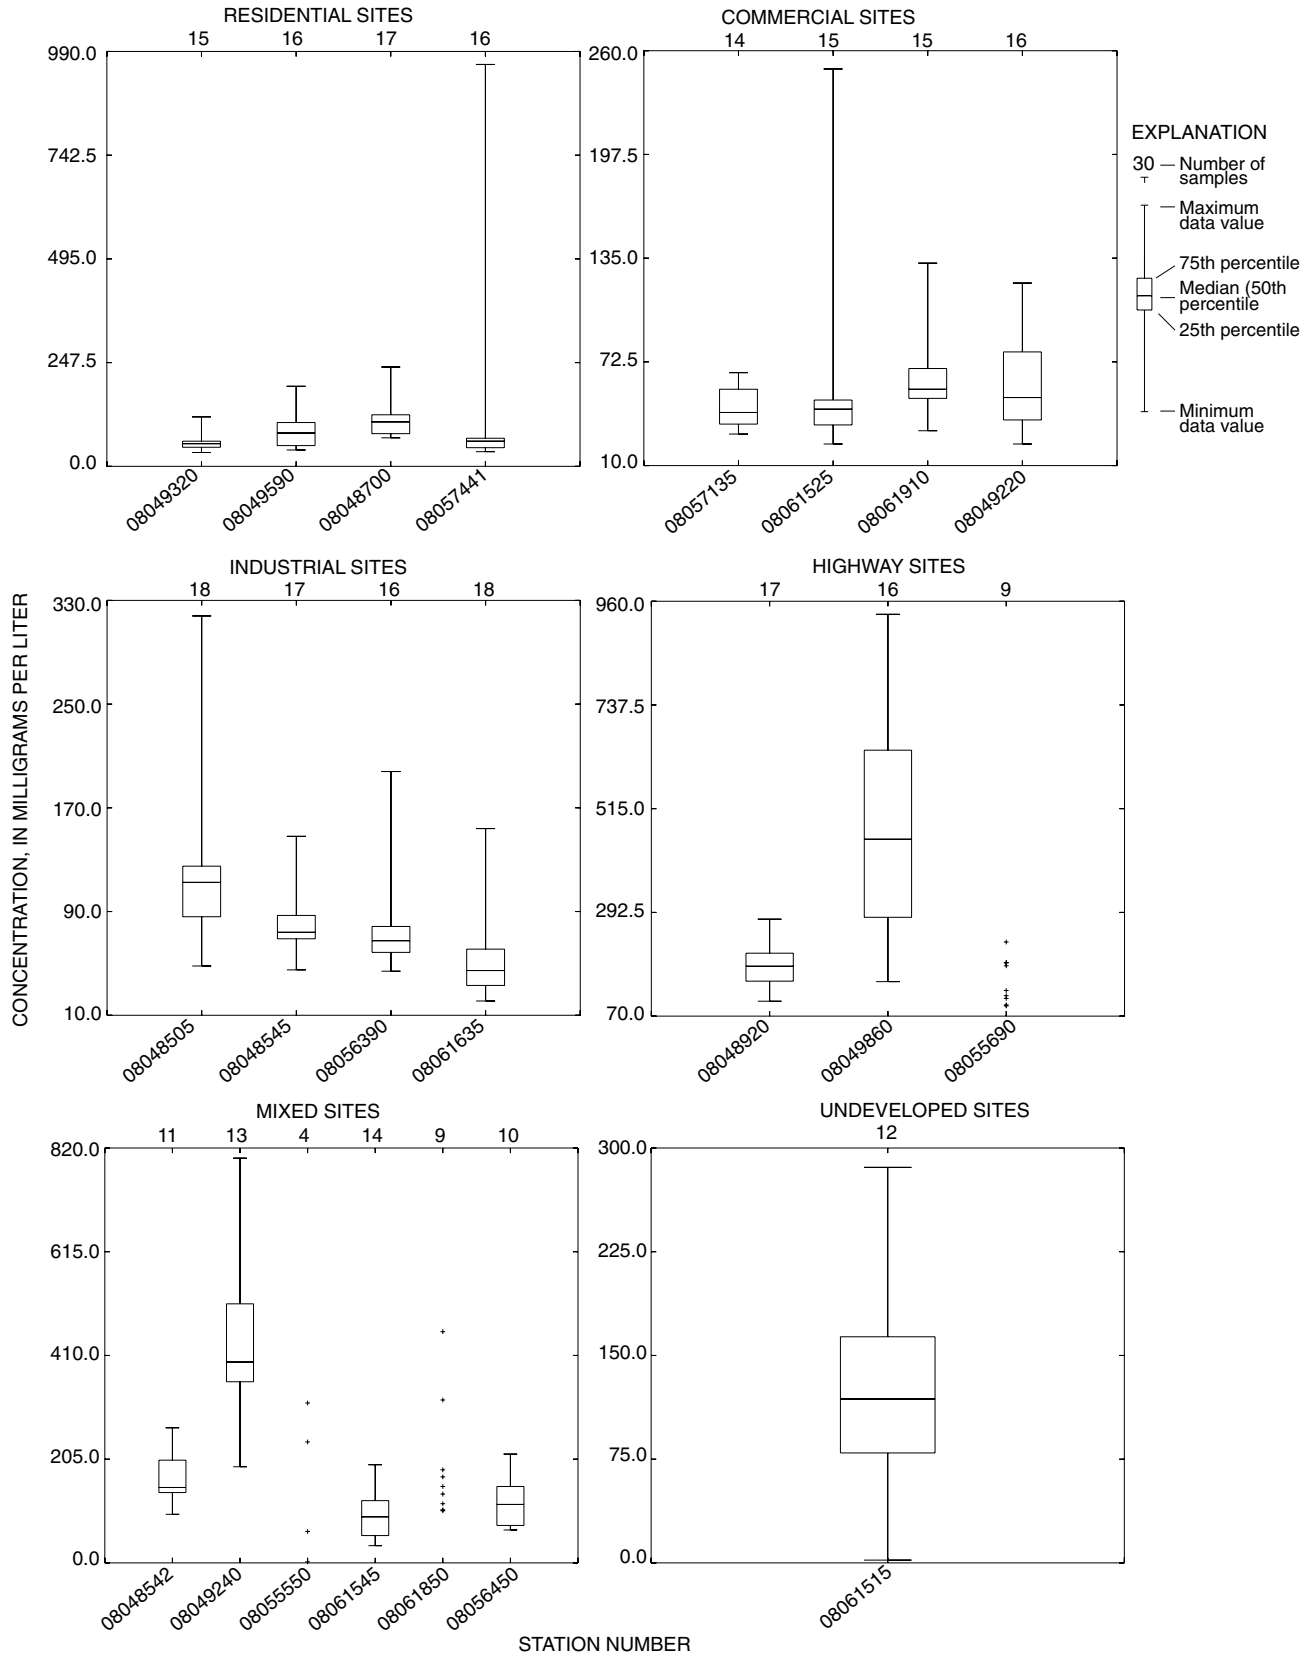 RESIDENTIAL SITES
15 16 17 16
990.0
742.5
495.0
247.5
0.0
08049320 08049590 08048700 08057441
COMMERCIAL SITES
14 15 15 16
260.0
197.5
135.0
72.5
10.0
08057135 08061525 08061910 08049220
EXPLANATION
30 Number of
samples
Maximum
data value
75th percentile
Median (50th
percentile
25th percentile
Minimum
data value
CONCENTRATION, IN MILLIGRAMS PER LITER
INDUSTRIAL SITES
18 17 16 18
330.0
250.0
170.0
90.0
10.0
08048505 08048545 08056390 08061635
HIGHWAY SITES
17 16 9
960.0
737.5
515.0
292.5
70.0
08048920 08049860 08055690
MIXED SITES
11 13 4 14 9 10
820.0
615.0
410.0
205.0
0.0
08048542 08049240 08055550 08061545 08061850 08056450
UNDEVELOPED SITES
12
300.0
225.0
150.0
75.0
0.0
08061515
STATION NUMBER